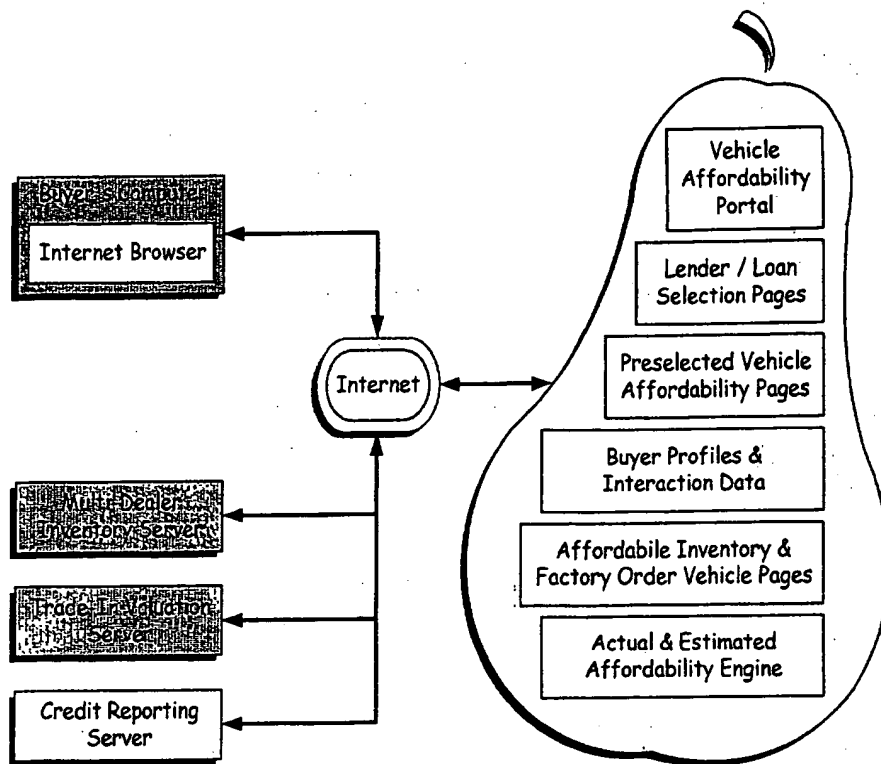 Buyer's Computer
Internet Browser
Internet
Multi Dealer
Inventory Server
Trade-In Valuation
Server
Credit Reporting
Server
Vehicle
Affordability
Portal
Lender / Loan
Selection Pages
Preselected Vehicle
Affordability Pages
Buyer Profiles &
Interaction Data
Affordabile Inventory &
Factory Order Vehicle Pages
Actual & Estimated
Affordability Engine